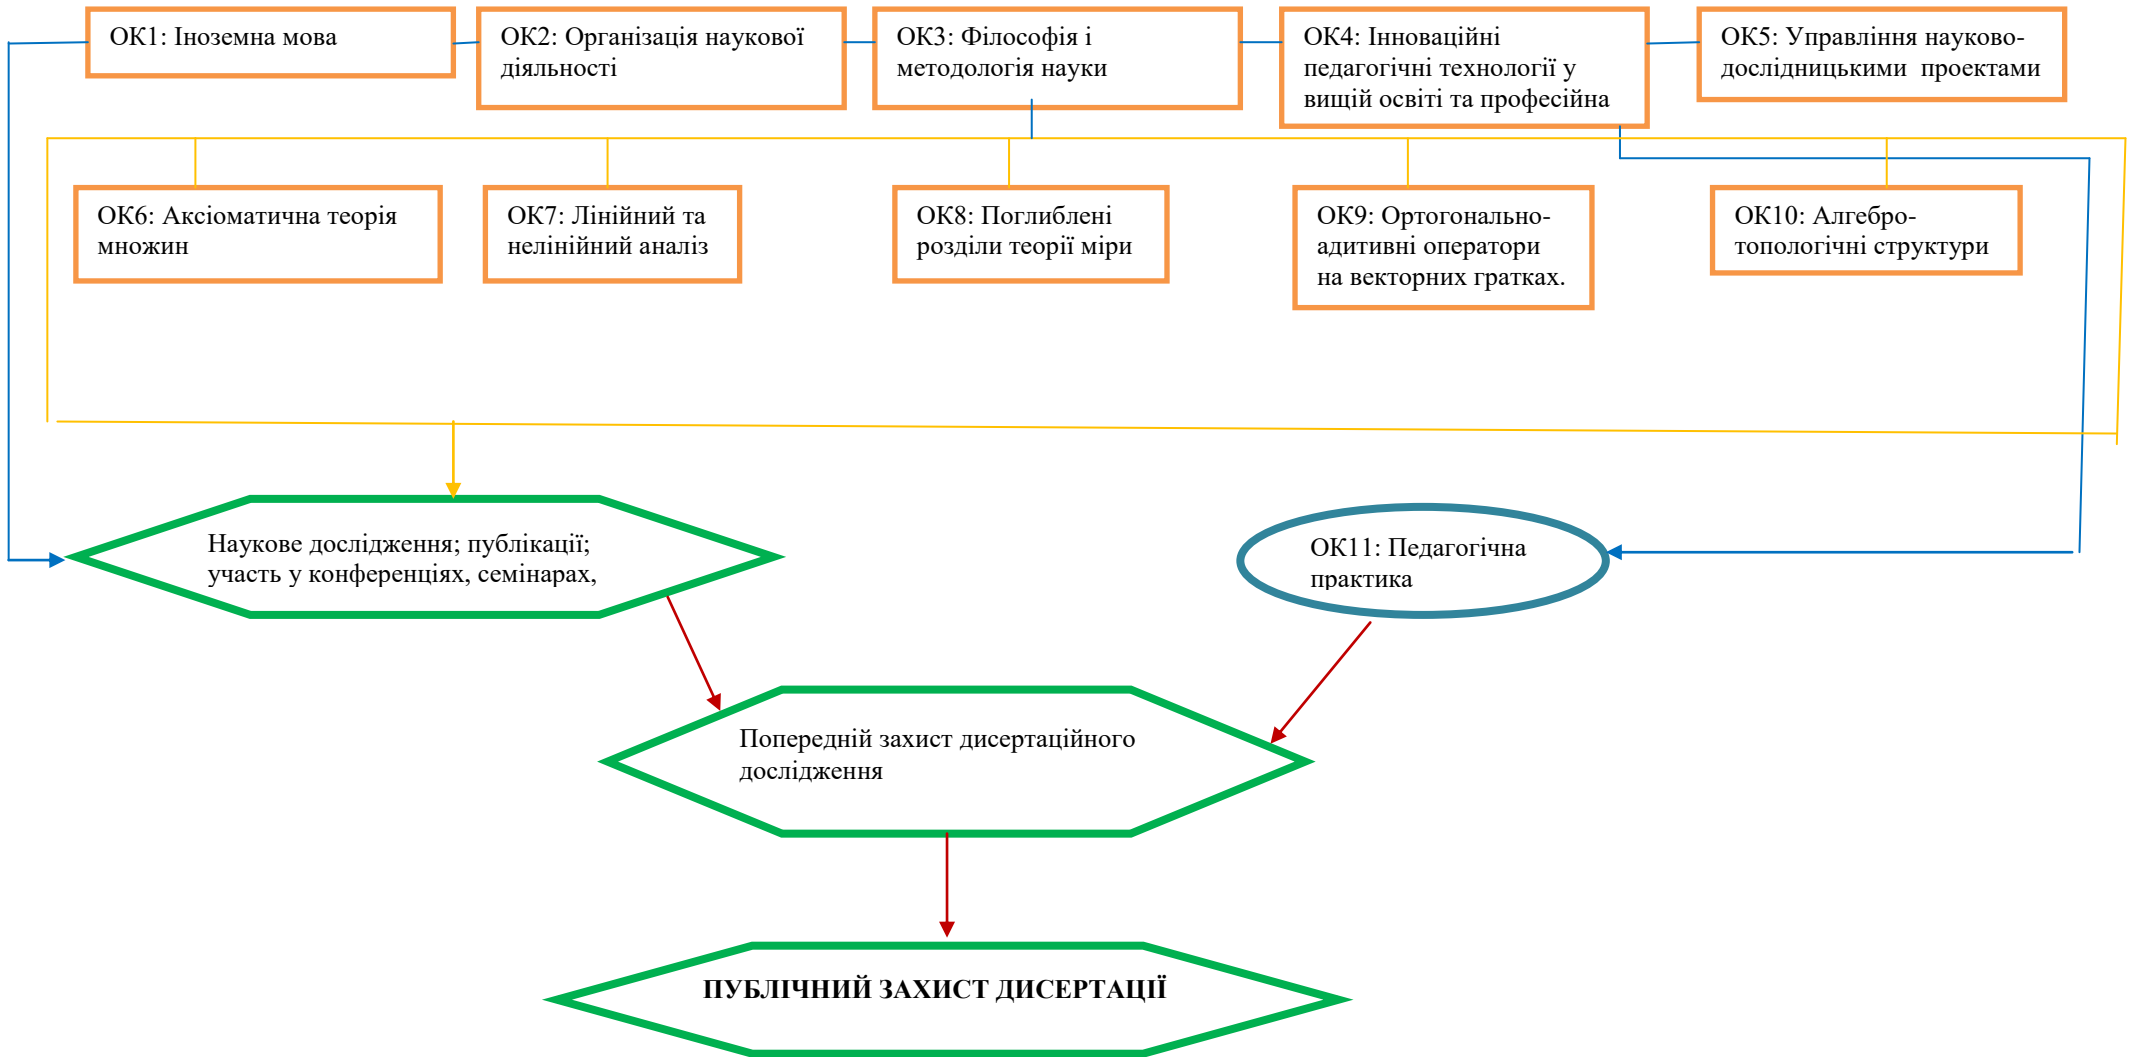 ОК1: Іноземна мова
ОК2: Організація наукової
діяльності
ОК3: Філософія і
методологія науки
ОК4: Інноваційні
педагогічні технології у
вищій освіті та професійна
ОК5: Управління науково-
дослідницькими проектами
ОК6: Аксіоматична теорія
множин
ОК7: Лінійний та
нелінійний аналіз
ОК8: Поглиблені
розділи теорії міри
ОК9: Ортогонально-
адитивні оператори
на векторних гратках.
ОК10: Алгебро-
топологічні структури
Наукове дослідження; публікації;
участь у конференціях, семінарах,
ОК11: Педагогічна
практика
Попередній захист дисертаційного
дослідження
ПУБЛІЧНИЙ ЗАХИСТ ДИСЕРТАЦІЇ